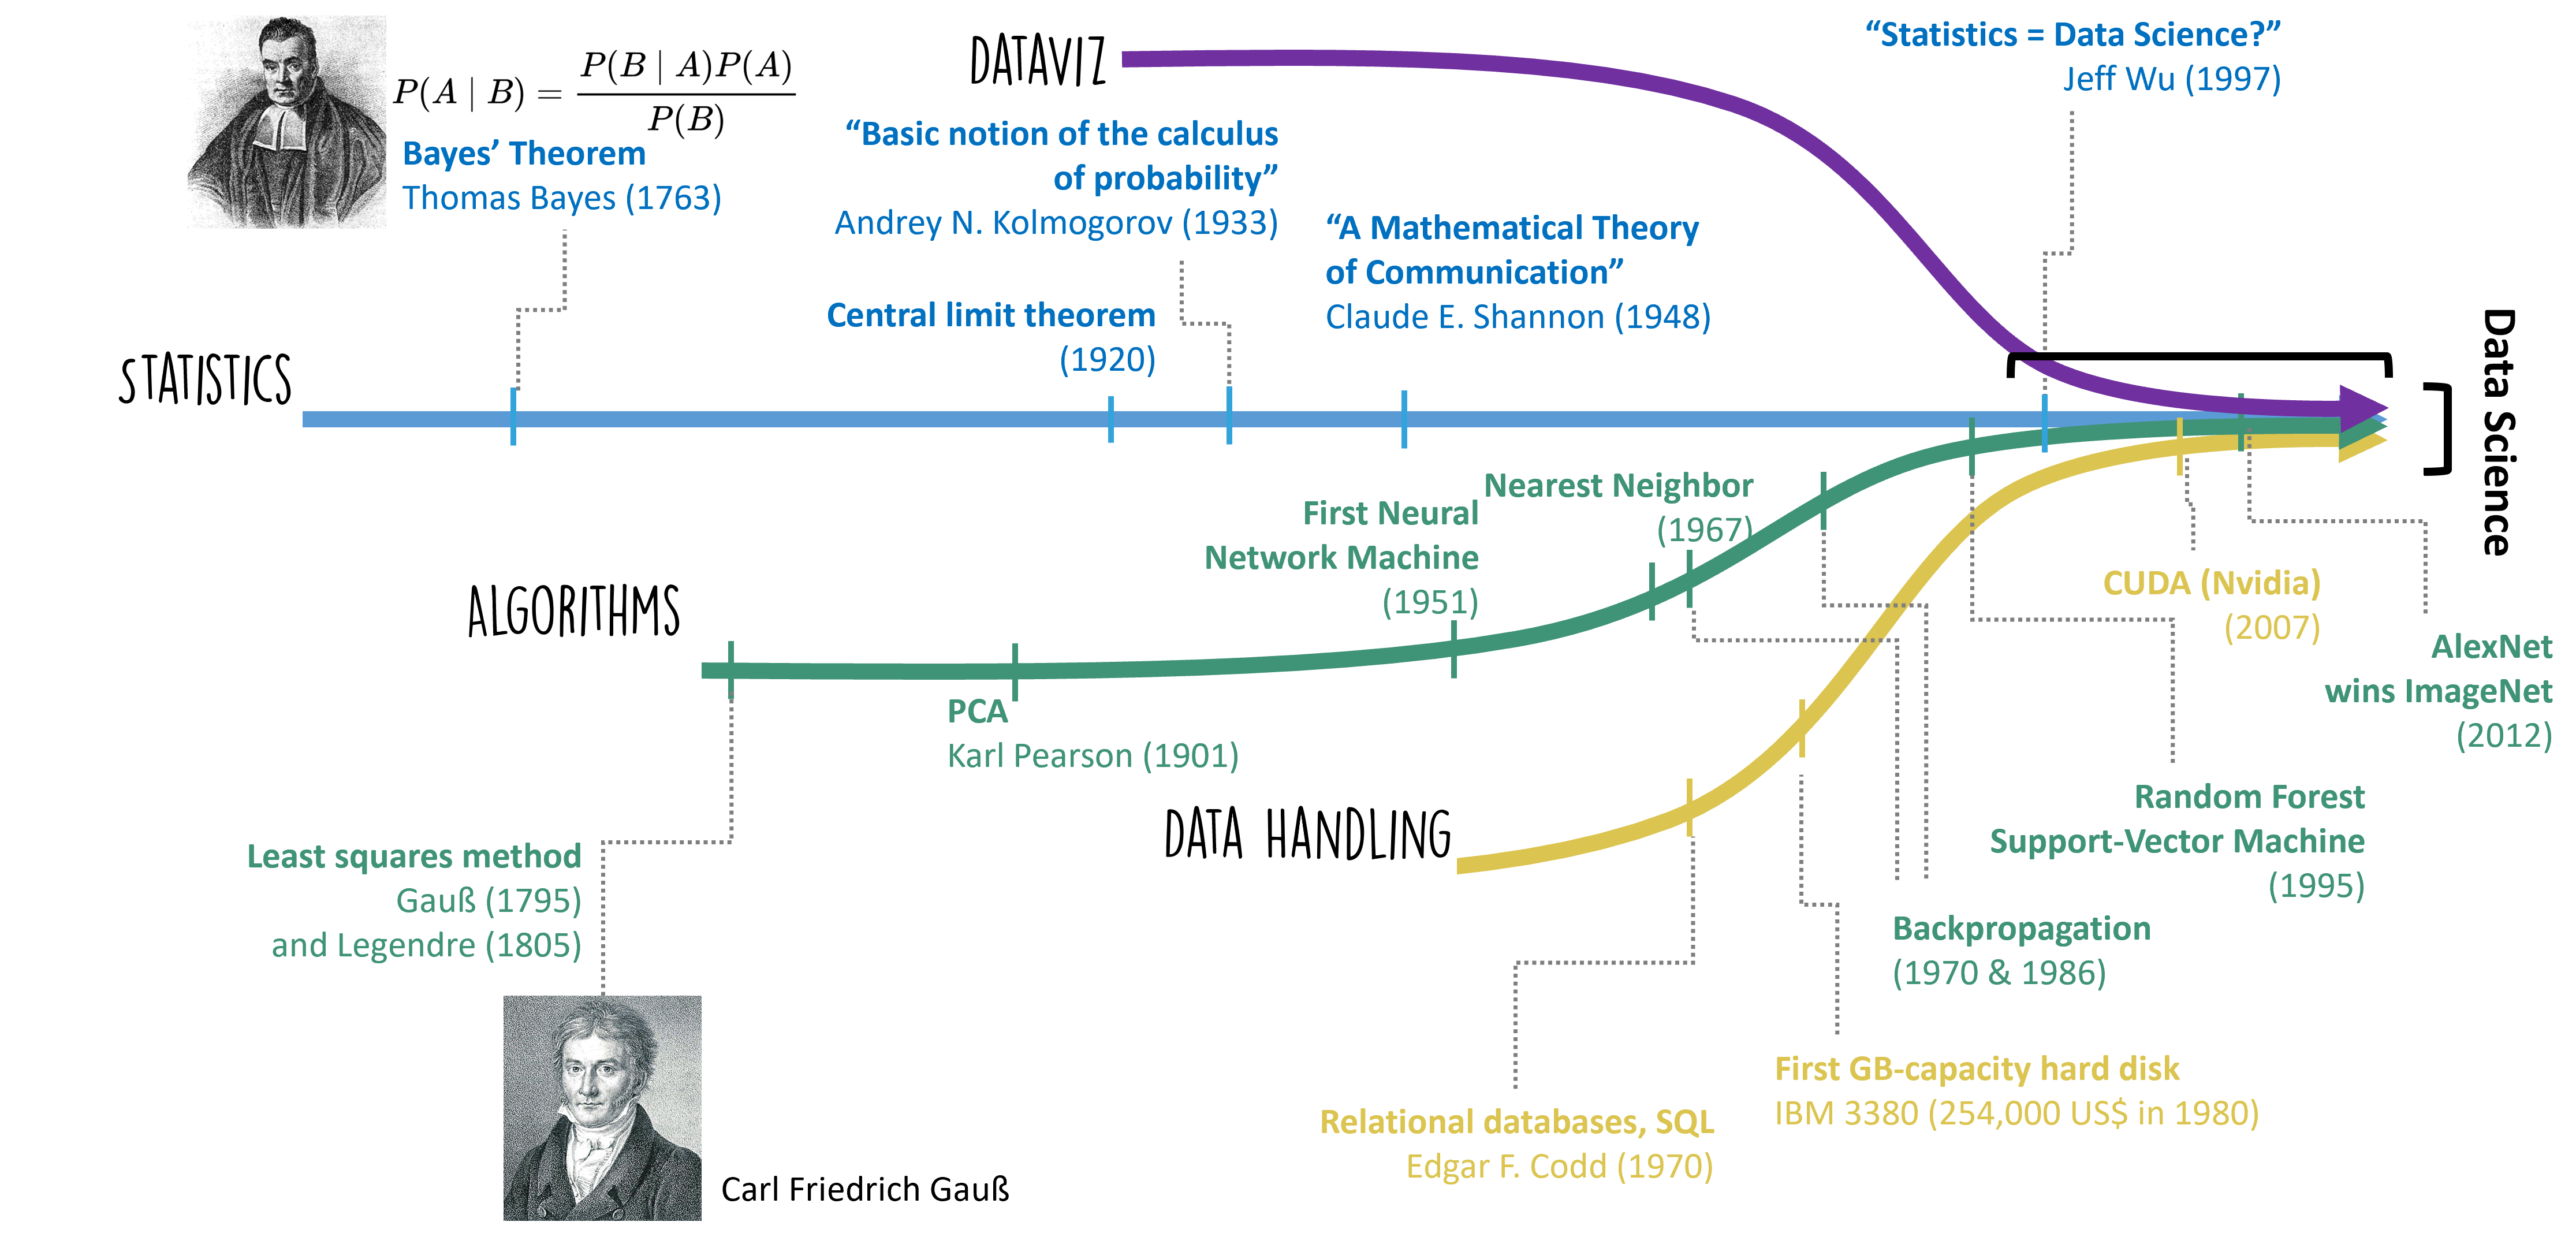 P(A | B) = P(B | A)P(A) / P(B)
Bayes’ Theorem
Thomas Bayes (1763)
DATAVIZ
“Basic notion of the calculus
of probability”
Andrey N. Kolmogorov (1933)
“Statistics = Data Science?”
Jeff Wu (1997)
Central limit theorem
(1920)
“A Mathematical Theory
of Communication”
Claude E. Shannon (1948)
STATISTICS
Data Science
First Neural
Network Machine
(1951)
Nearest Neighbor
(1967)
ALGORITHMS
CUDA (Nvidia)
(2007)
AlexNet
wins ImageNet
(2012)
PCA
Karl Pearson (1901)
DATA HANDLING
Random Forest
Support-Vector Machine
(1995)
Least squares method
Gauß (1795)
and Legendre (1805)
Backpropagation
(1970 & 1986)
First GB-capacity hard disk
IBM 3380 (254,000 US$ in 1980)
Relational databases, SQL
Edgar F. Codd (1970)
Carl Friedrich Gauß